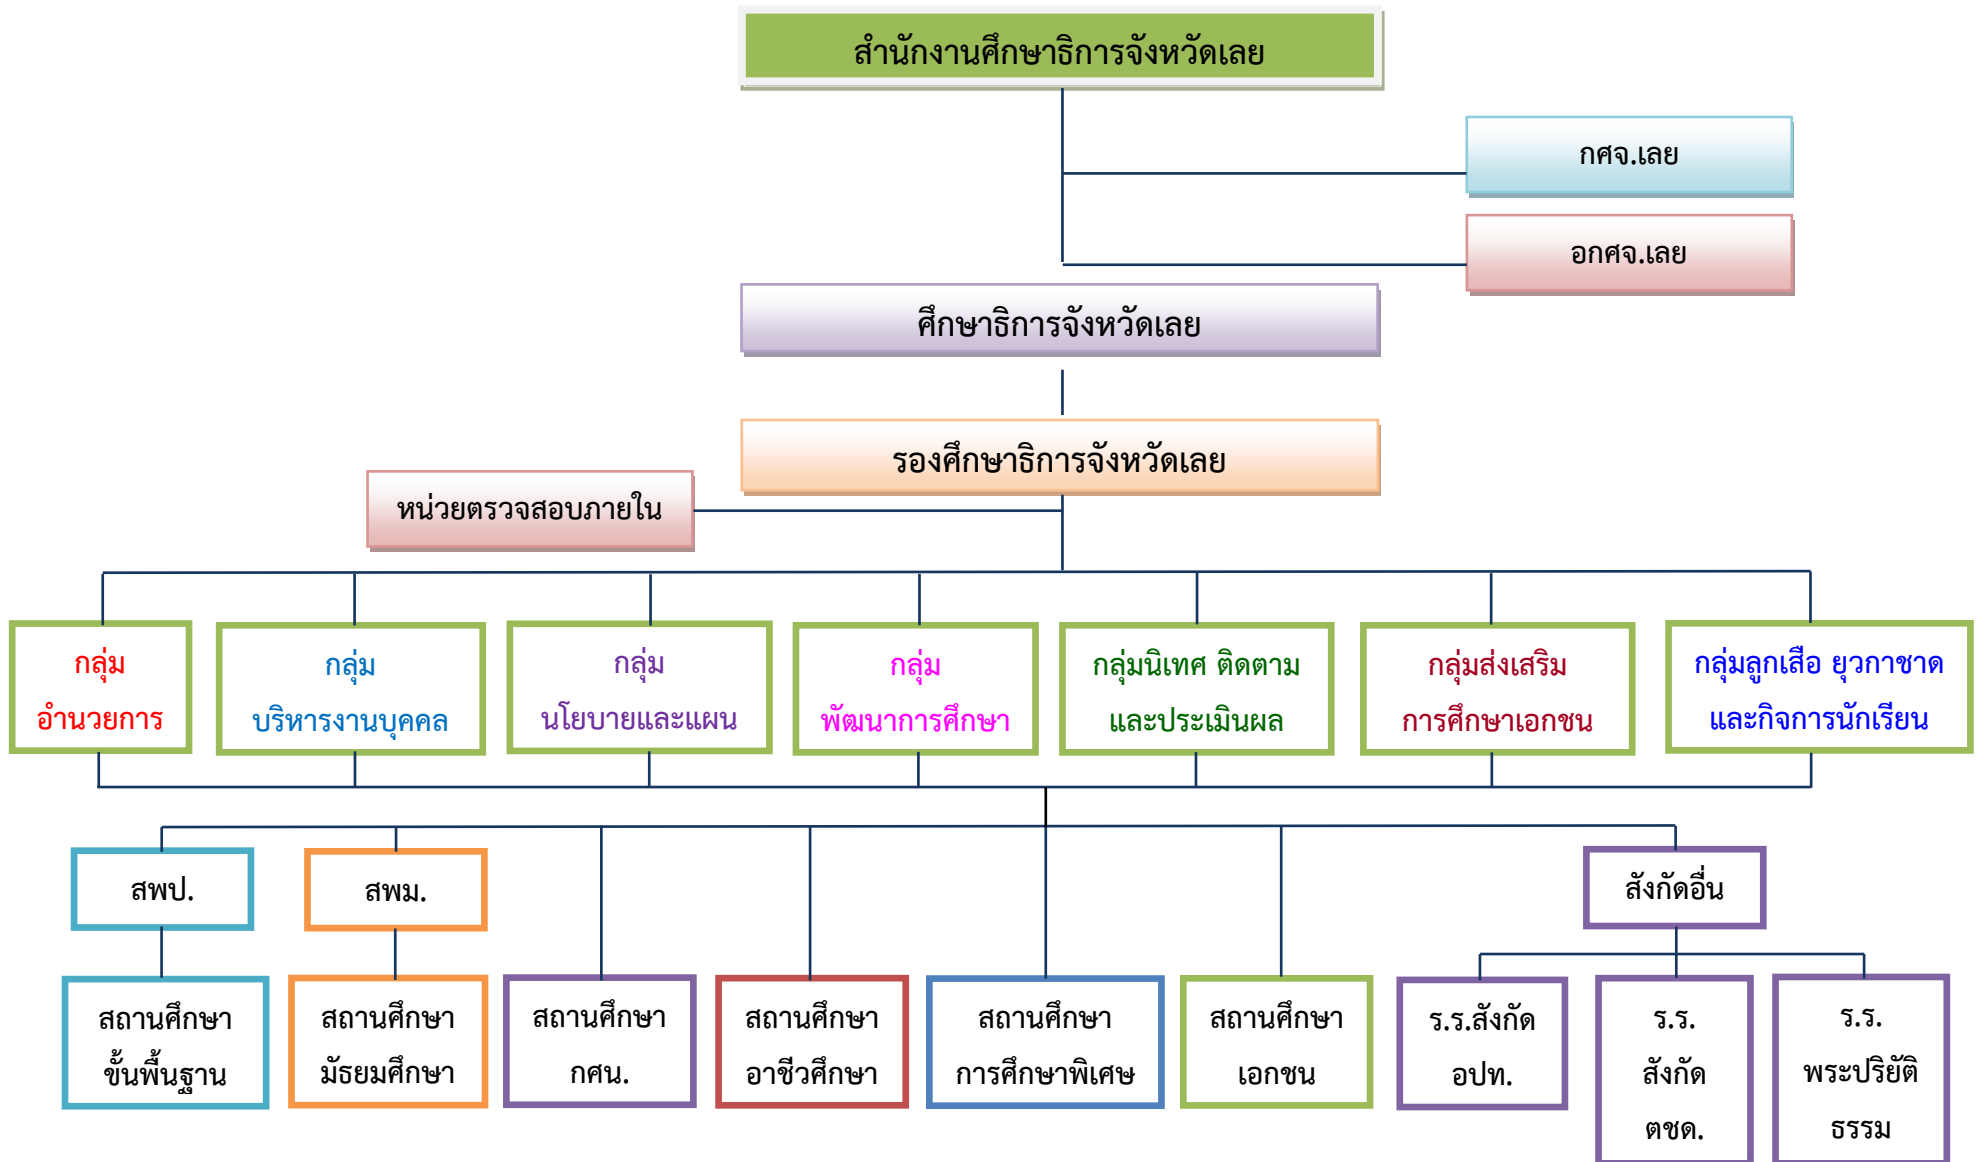 สำนักงานศึกษาธิการจังหวัดเลย
กศจ.เลย
อกศจ.เลย
ศึกษาธิการจังหวัดเลย
รองศึกษาธิการจังหวัดเลย
หน่วยตรวจสอบภายใน
กลุ่ม
อำนวยการ
กลุ่ม
บริหารงานบุคคล
กลุ่ม
นโยบายและแผน
กลุ่ม
พัฒนาการศึกษา
กลุ่มนิเทศ ติดตาม
และประเมินผล
กลุ่มส่งเสริม
การศึกษาเอกชน
กลุ่มลูกเสือ ยุวกาชาด
และกิจการนักเรียน
สพป.
สพม.
สังกัดอื่น
สถานศึกษา
ขั้นพื้นฐาน
สถานศึกษา
มัธยมศึกษา
สถานศึกษา
กศน.
สถานศึกษา
อาชีวศึกษา
สถานศึกษา
การศึกษาพิเศษ
สถานศึกษา
เอกชน
ร.ร.สังกัด
อปท.
ร.ร.
สังกัด
ตชด.
ร.ร.
พระปริยัติ
ธรรม